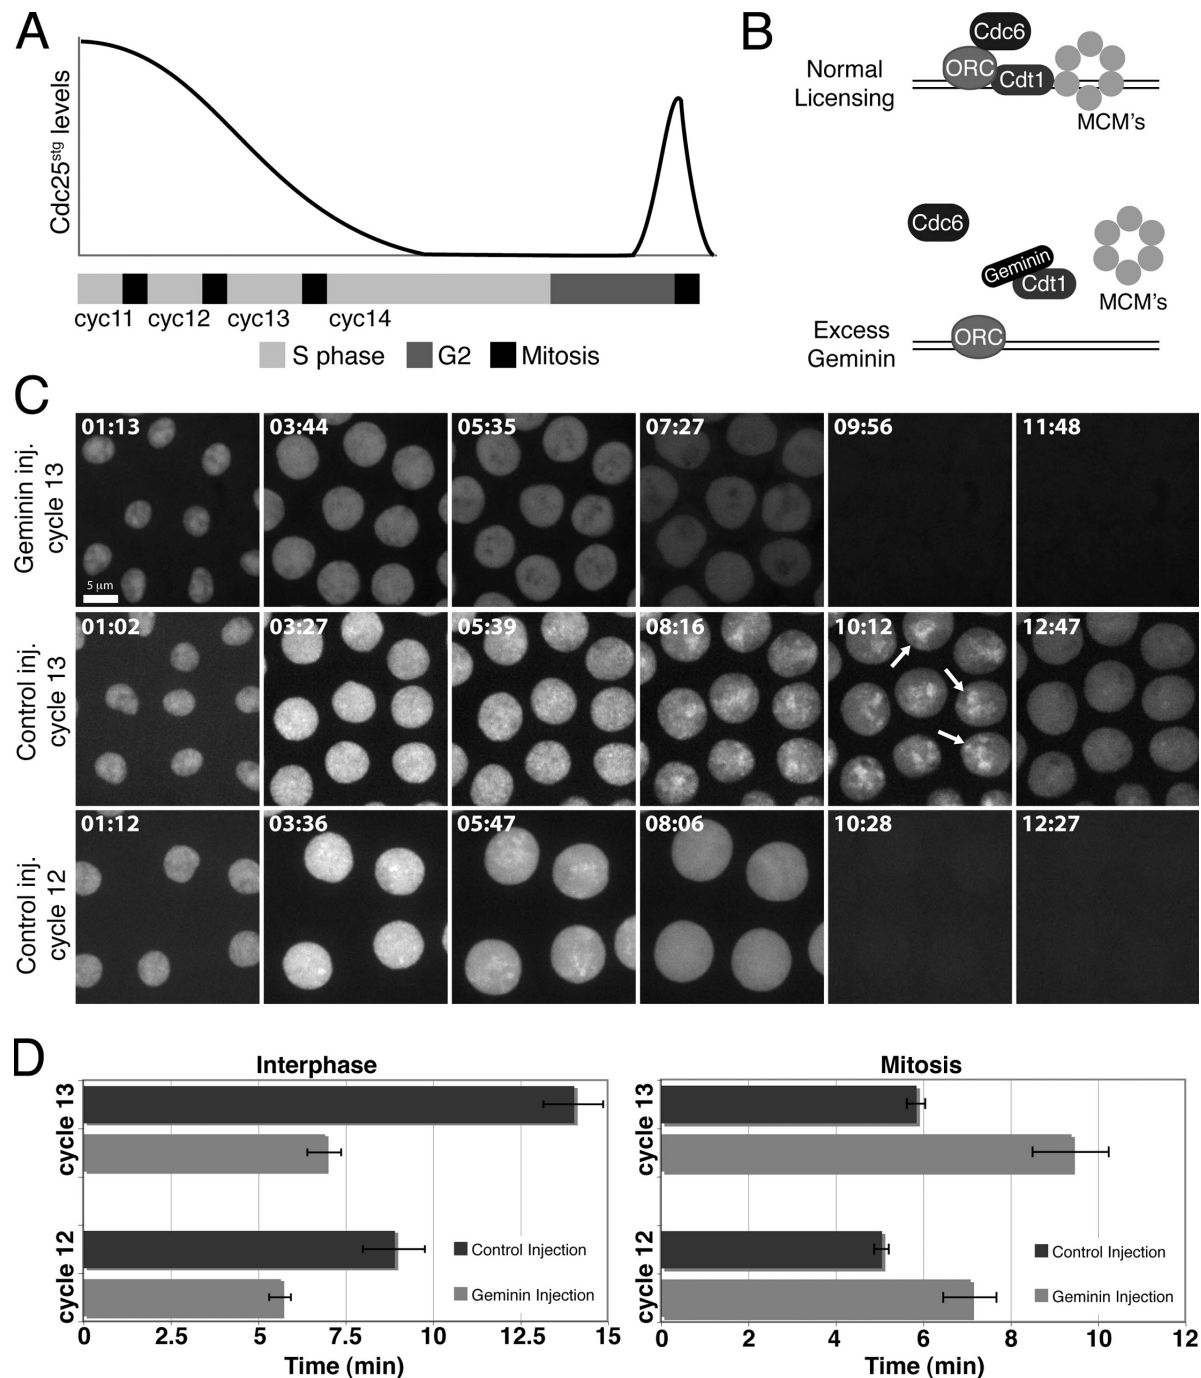 A
Cdc25stg levels
cyc11
cyc12
cyc13
cyc14
S phase
G2
Mitosis
B
Normal
Licensing
Cdc6
ORC
Cdt1
MCM's
Cdc6
Geminin
Cdt1
MCM's
Excess
Geminin
ORC
C
Geminin inj.
cycle 13
01:13
03:44
05:35
07:27
09:56
11:48
5 µm
Control inj.
cycle 13
01:02
03:27
05:39
08:16
10:12
12:47
Control inj.
cycle 12
01:12
03:36
05:47
08:06
10:28
12:27
D
Interphase
cycle 13
cycle 12
Control Injection
Geminin Injection
0 2.5 5 7.5 10 12.5 15
Time (min)
Mitosis
cycle 13
cycle 12
Control Injection
Geminin Injection
0 2 4 6 8 10 12
Time (min)